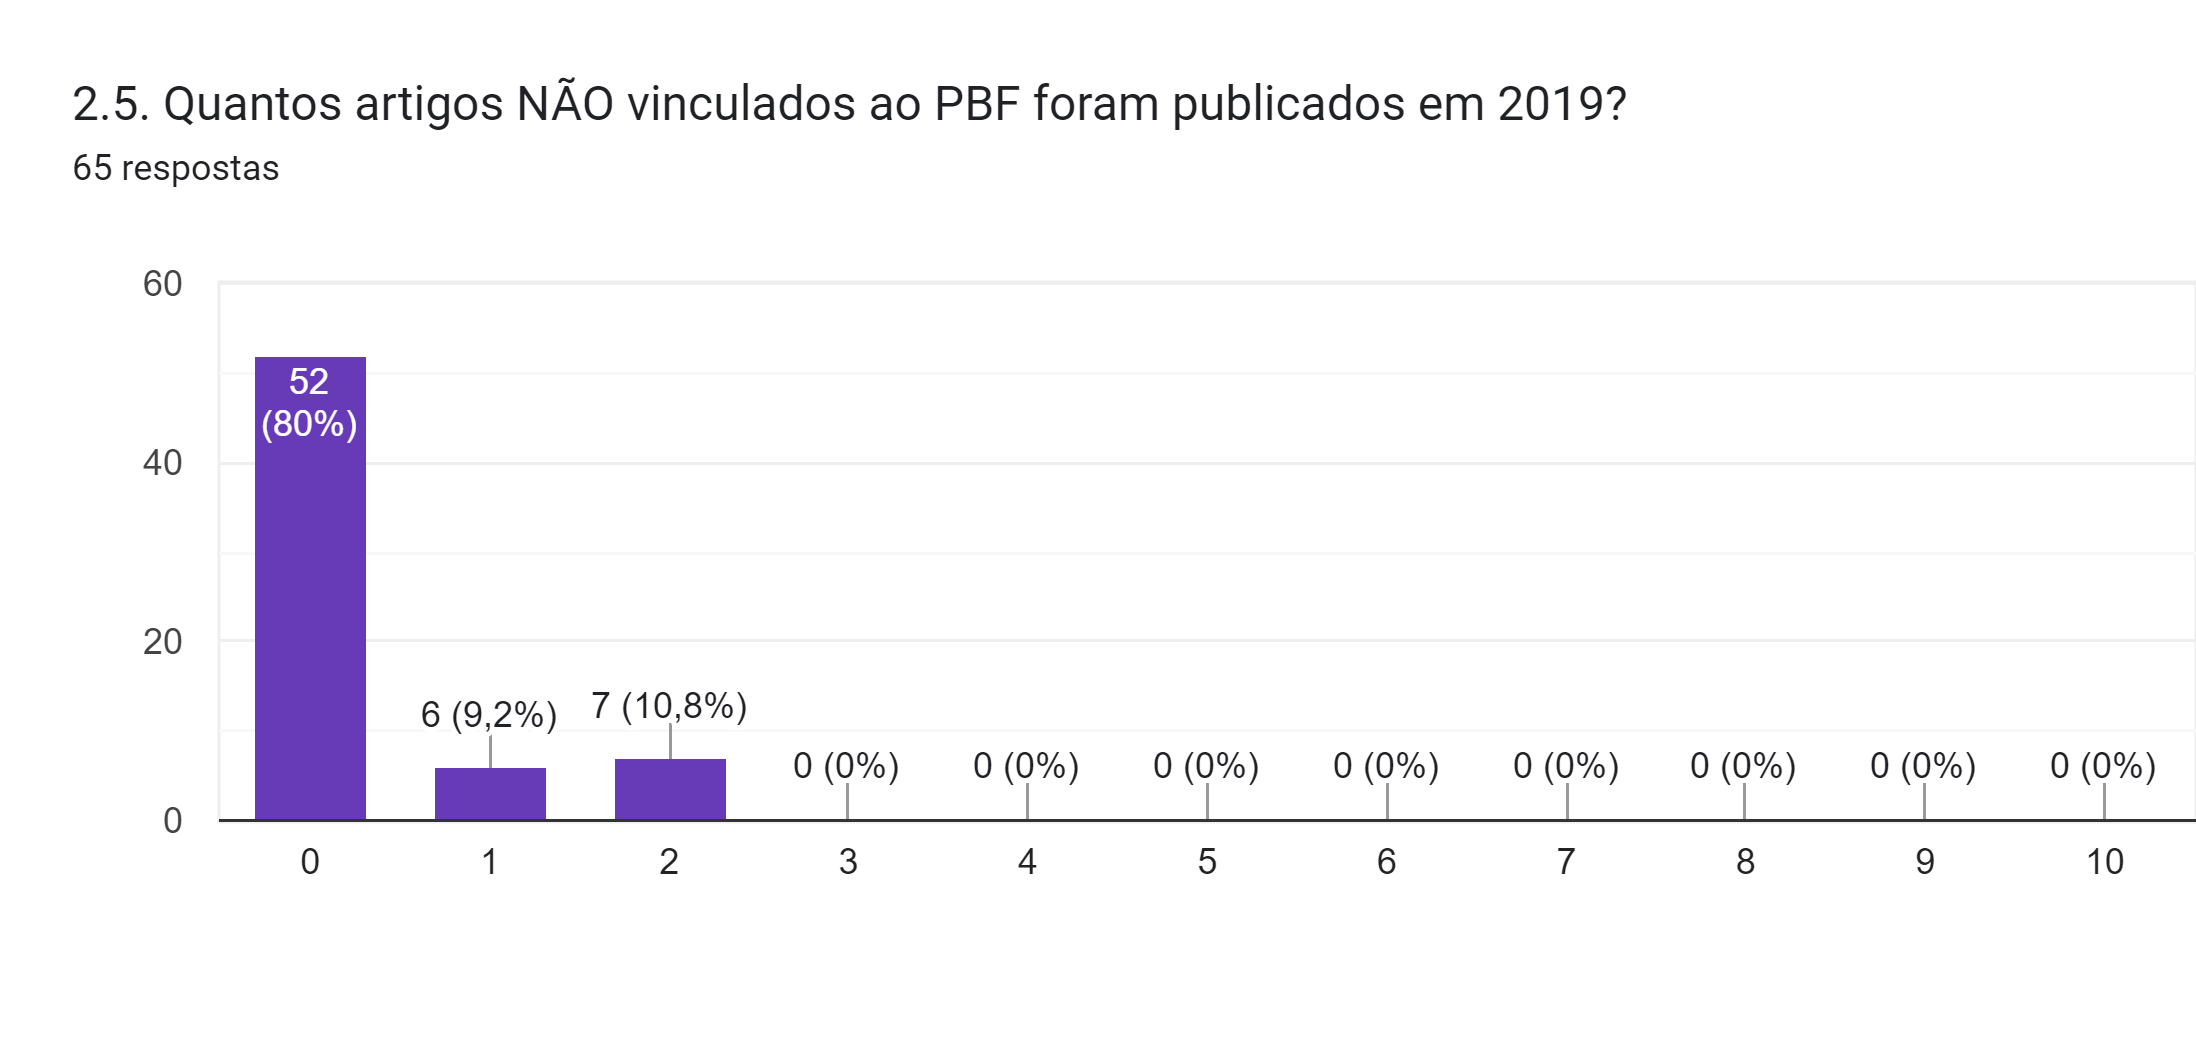 2.5. Quantos artigos NÃO vinculados ao PBF foram publicados em 2019?
65 respostas
60
52
(80%)
40
20
6 (9,2%) 7 (10,8%)
0 (0%) 0 (0%) 0 (0%) 0 (0%) 0 (0%) 0 (0%) 0 (0%) 0 (0%)
0
0 1 2 3 4 5 6 7 8 9 10